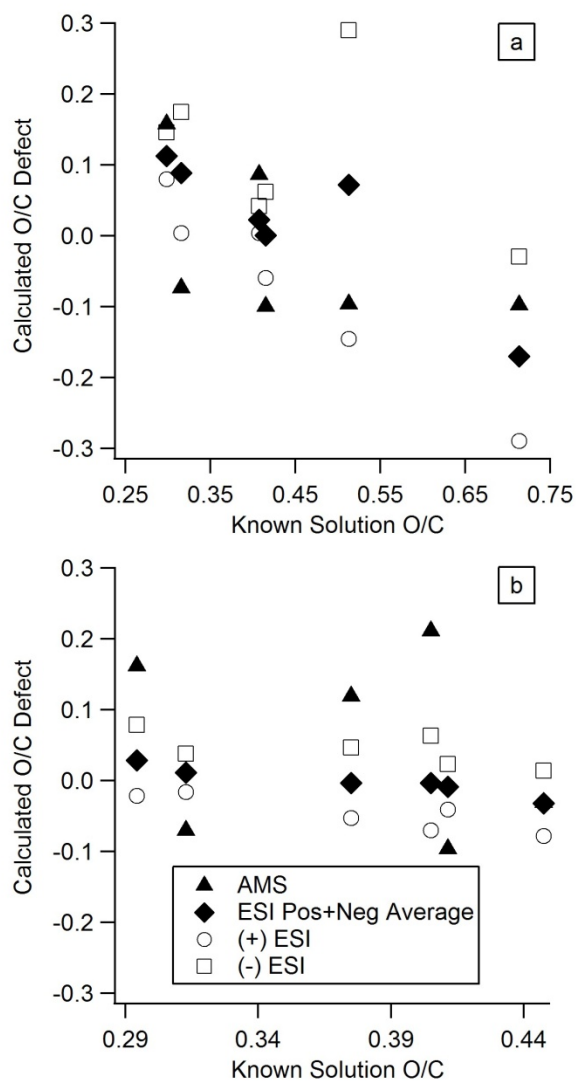 0.3
a
0.2
0.1
0.0
-0.1
-0.2
-0.3
Calculated O/C Defect
0.25 0.35 0.45 0.55 0.65 0.75
Known Solution O/C
0.3
b
0.2
0.1
0.0
-0.1
-0.2
-0.3
Calculated O/C Defect
AMS
ESI Pos+Neg Average
(+) ESI
(-) ESI
0.29 0.34 0.39 0.44
Known Solution O/C